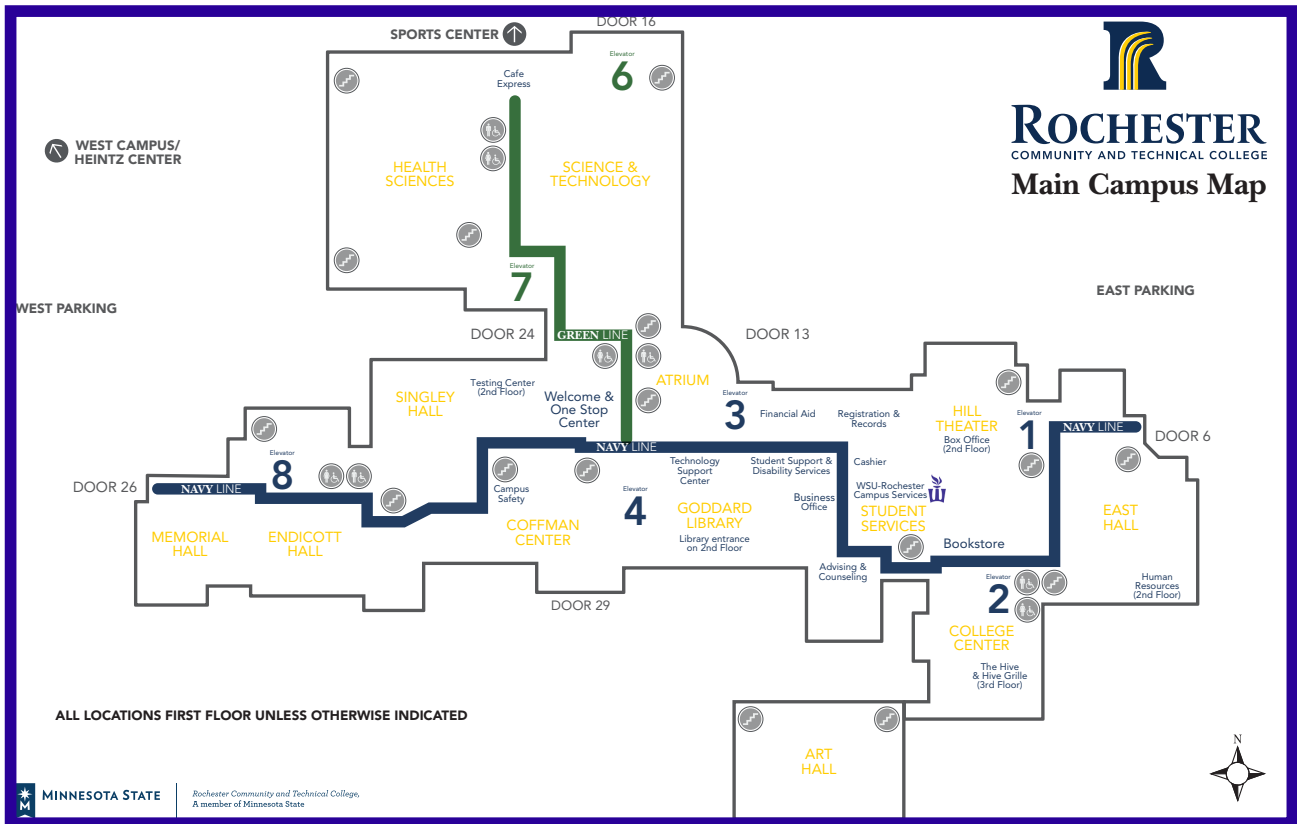 DOOR 16
SPORTS CENTER
Elevator
6
Cafe
Express
ROCHESTER
COMMUNITY AND TECHNICAL COLLEGE
Main Campus Map
WEST CAMPUS/
HEINTZ CENTER
HEALTH
SCIENCES
SCIENCE &
TECHNOLOGY
Elevator
7
EAST PARKING
WEST PARKING
DOOR 24
GREEN LINE
DOOR 13
SINGLEY
HALL
Testing Center
(2nd Floor)
Welcome &
One Stop
Center
ATRIUM
Elevator
3
Financial Aid
Registration &
Records
HILL
THEATER
Box Office
(2nd Floor)
Elevator
1
NAVY LINE
DOOR 6
NAVY LINE
Elevator
8
DOOR 26
NAVY LINE
Campus
Safety
Technology
Support
Center
Student Support &
Disability Services
Cashier
WSU-Rochester
Campus Services
W
Business
Office
STUDENT
SERVICES
EAST
HALL
MEMORIAL
HALL
ENDICOTT
HALL
COFFMAN
CENTER
Elevator
4
GODDARD
LIBRARY
Library entrance
on 2nd Floor
Bookstore
Advising &
Counseling
Elevator
2
Human
Resources
(2nd Floor)
DOOR 29
COLLEGE
CENTER
The Hive
& Hive Grille
(3rd Floor)
ALL LOCATIONS FIRST FLOOR UNLESS OTHERWISE INDICATED
ART
HALL
N
M
MINNESOTA STATE
Rochester Community and Technical College,
A member of Minnesota State